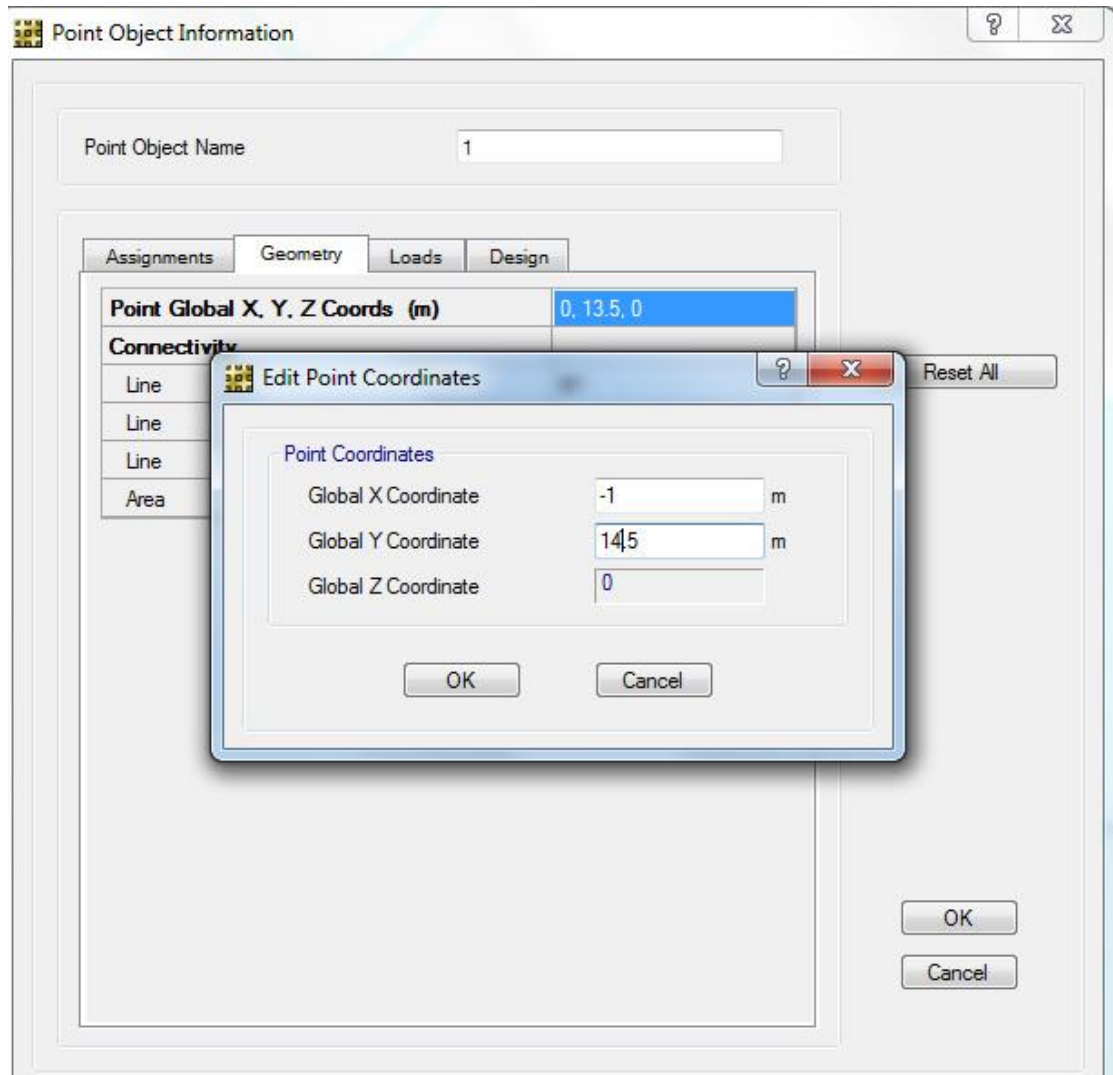 Point Object Information
Point Object Name 1
Assignments Geometry Loads Design
Point Global X, Y, Z Coords (m) 0, 13.5, 0
Connectivity
Line
Line
Line
Area
Reset All
Edit Point Coordinates
Point Coordinates
Global X Coordinate -1 m
Global Y Coordinate 14.5 m
Global Z Coordinate 0
OK Cancel
OK
Cancel